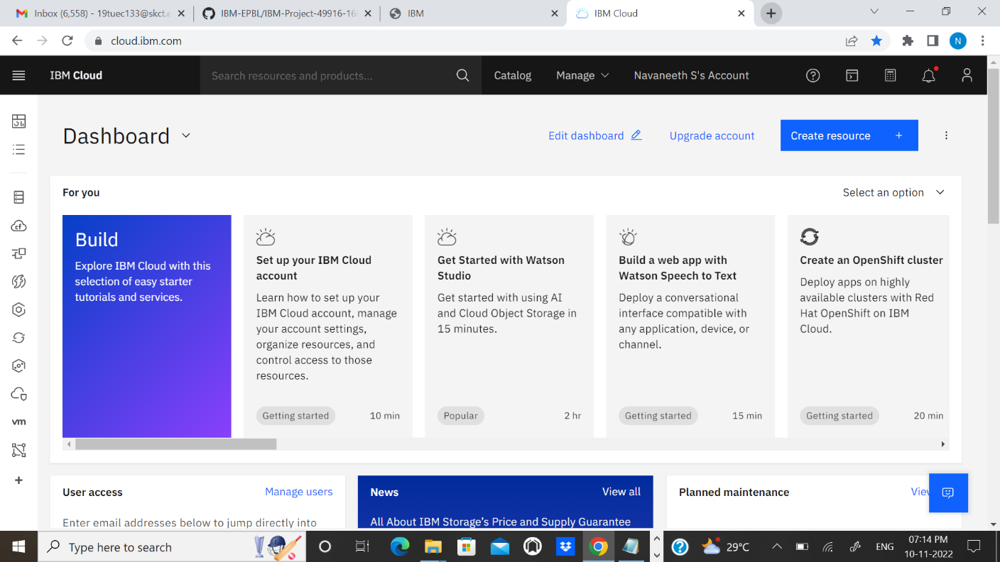 Inbox (6,558) - 19tuec133@skct.e
IBM-EPBL/IBM-Project-49916-16
IBM
IBM Cloud
cloud.ibm.com
N
IBM Cloud
Search resources and products...
Catalog
Manage
Navaneeth S's Account
Dashboard
Edit dashboard
Upgrade account
Create resource +
For you
Select an option
Build
Explore IBM Cloud with this
selection of easy starter
tutorials and services.
Set up your IBM Cloud
account
Learn how to set up your
IBM Cloud account, manage
your account settings,
organize resources, and
control access to those
resources.
Getting started 10 min
Get Started with Watson
Studio
Get started with using AI
and Cloud Object Storage in
15 minutes.
Popular 2 hr
Build a web app with
Watson Speech to Text
Deploy a conversational
interface compatible with
any application, device, or
channel.
Getting started 15 min
Create an OpenShift cluster
Deploy apps on highly
available clusters with Red
Hat OpenShift on IBM
Cloud.
Getting started 20 min
cf
vm
User access
Manage users
Enter email addresses below to jump directly into
News
View all
All About IBM Storage's Price and Supply Guarantee
Planned maintenance
Type here to search
29°C
ENG
07:14 PM
10-11-2022